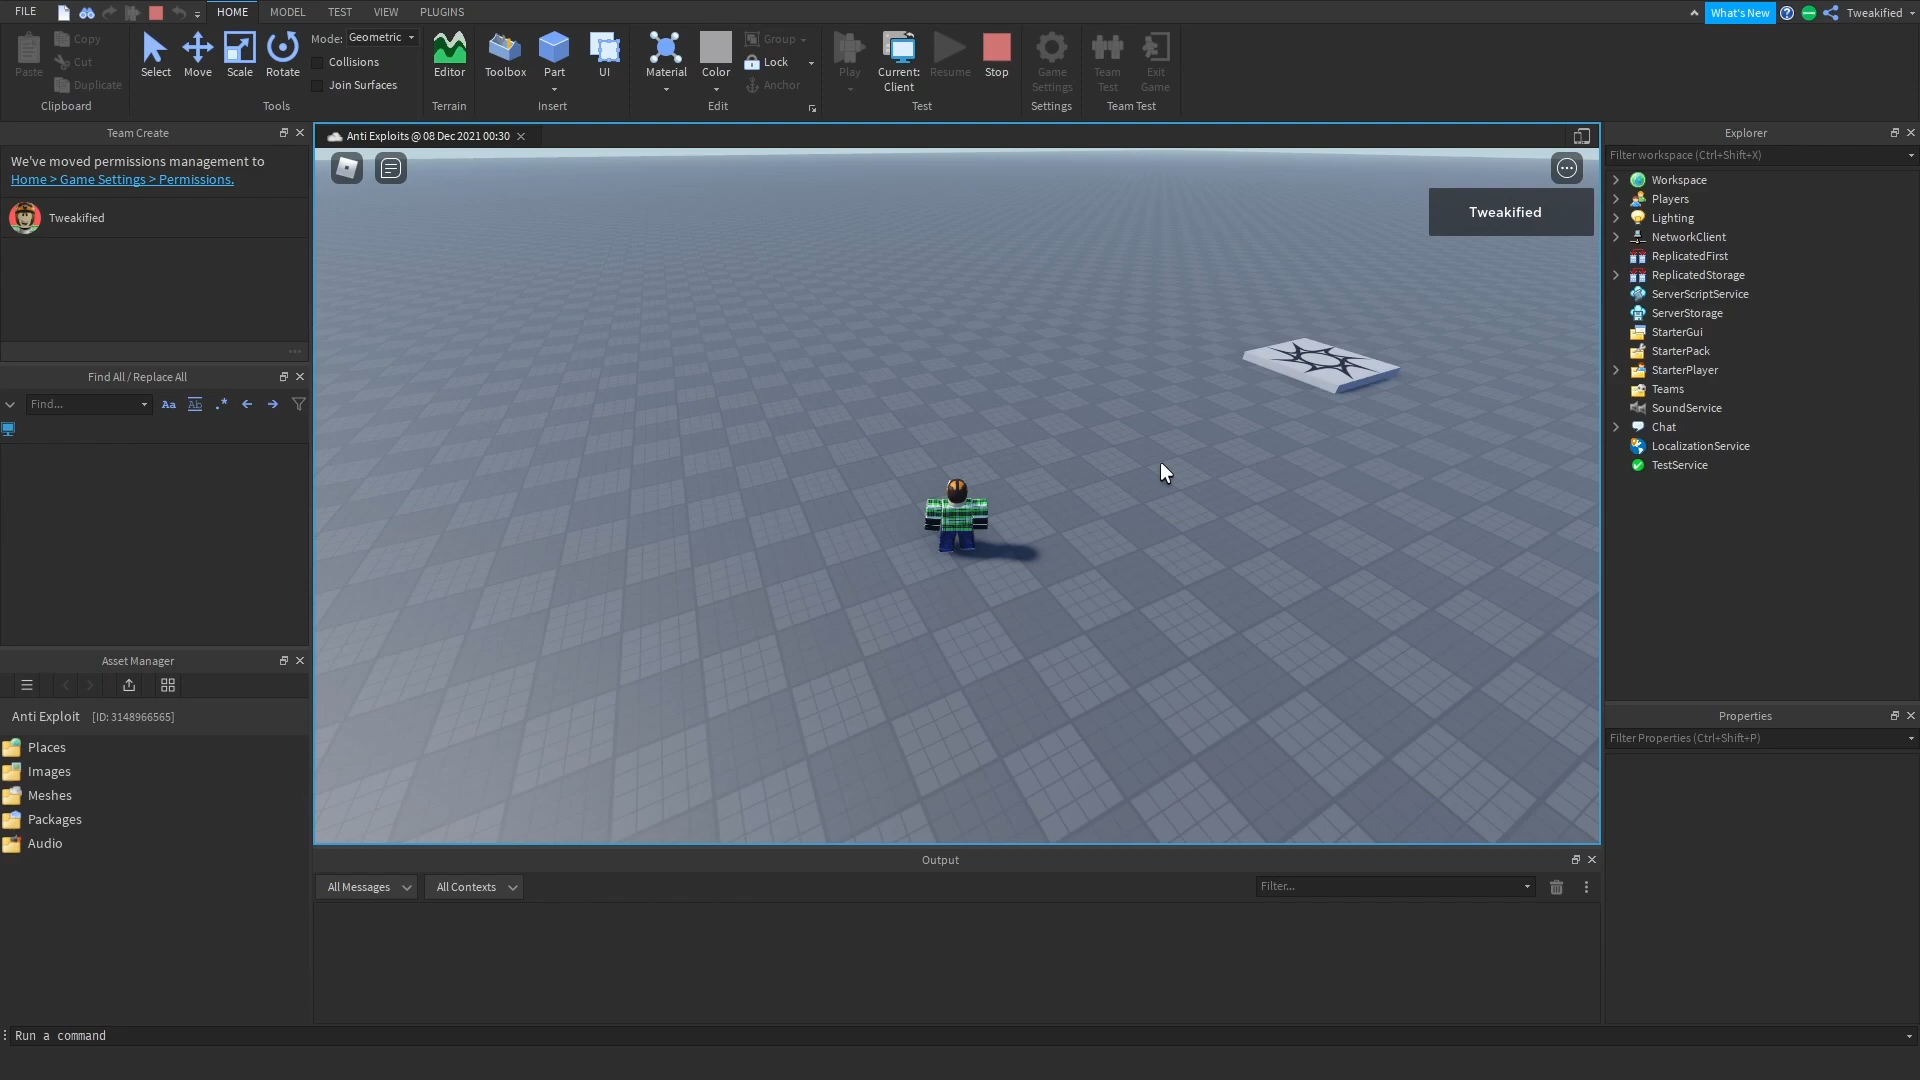 FILE
HOME
MODEL
TEST
VIEW
PLUGINS
What's New
Tweakified
Paste
Copy
Cut
Duplicate
Clipboard
Select
Move
Scale
Rotate
Mode: Geometric
Collisions
Join Surfaces
Tools
Editor
Terrain
Toolbox
Part
UI
Insert
Material
Color
Group
Lock
Anchor
Edit
Play
Current:
Client
Resume
Stop
Test
Game
Settings
Settings
Team
Test
Exit
Game
Team Test
Team Create
We've moved permissions management to
Home > Game Settings > Permissions.
Tweakified
Find All / Replace All
Find...
Aa
Ab
.*
Asset Manager
Anti Exploit [ID: 3148966565]
Places
Images
Meshes
Packages
Audio
Anti Exploits @ 08 Dec 2021 00:30
Tweakified
Output
All Messages
All Contexts
Filter...
Explorer
Filter workspace (Ctrl+Shift+X)
Workspace
Players
Lighting
NetworkClient
ReplicatedFirst
ReplicatedStorage
ServerScriptService
ServerStorage
StarterGui
StarterPack
StarterPlayer
Teams
SoundService
Chat
LocalizationService
TestService
Properties
Filter Properties (Ctrl+Shift+P)
Run a command